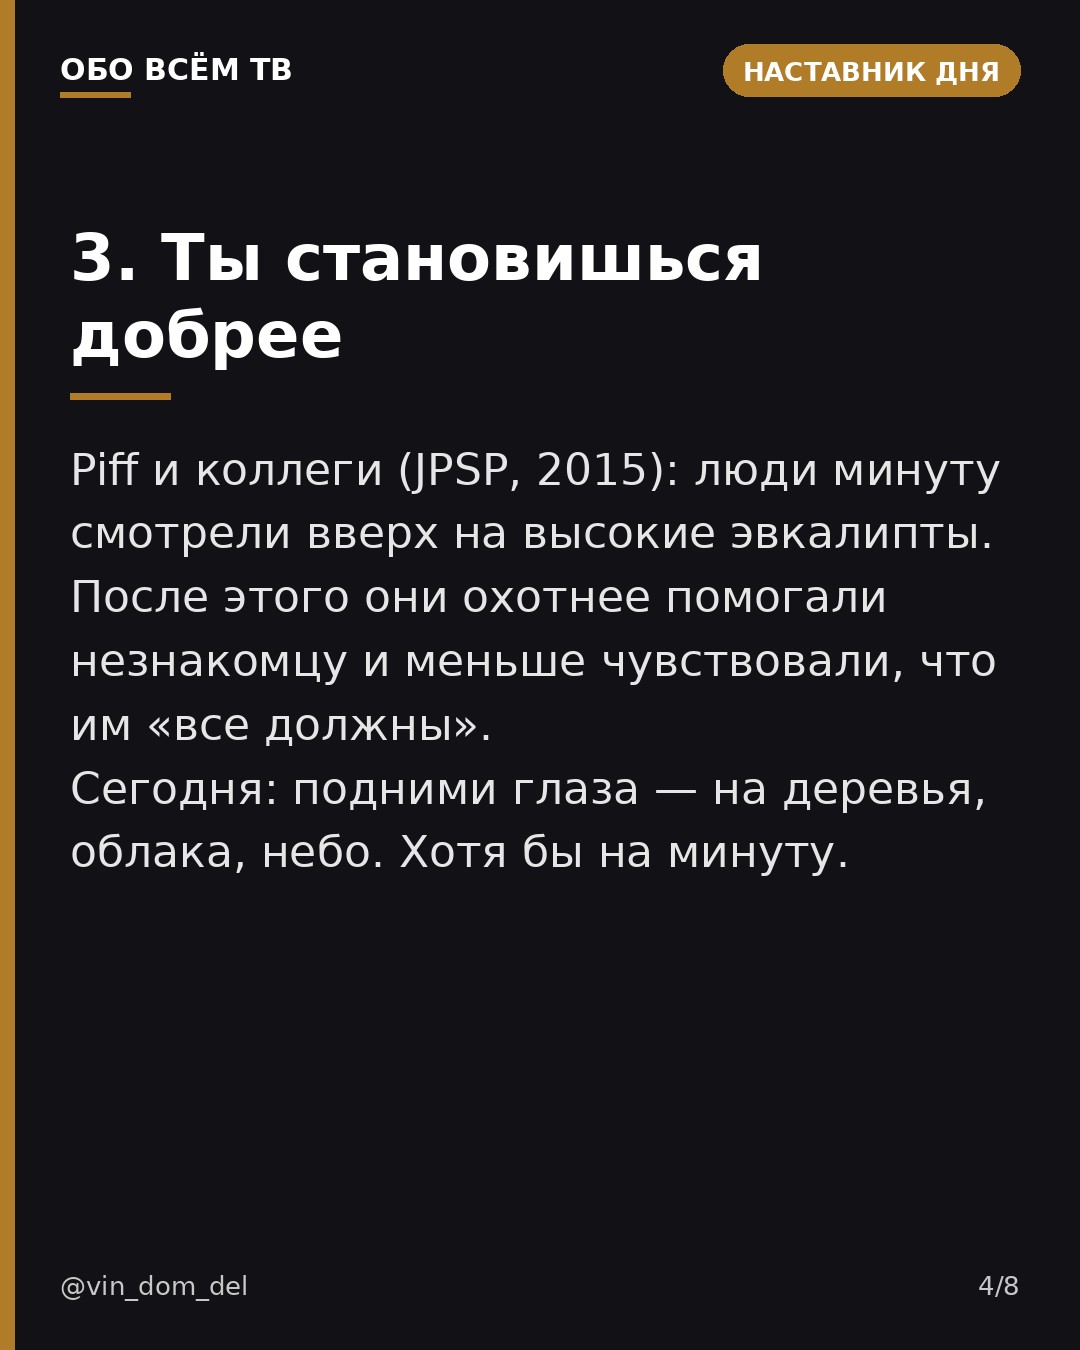 ОБО ВСЁМ ТВ
НАСТАВНИК ДНЯ
3. Ты становишься
добрее
Piff и коллеги (JPSP, 2015): люди минуту
смотрели вверх на высокие эвкалипты.
После этого они охотнее помогали
незнакомцу и меньше чувствовали, что
им «все должны».
Сегодня: подними глаза — на деревья,
облака, небо. Хотя бы на минуту.
@vin_dom_del
4/8